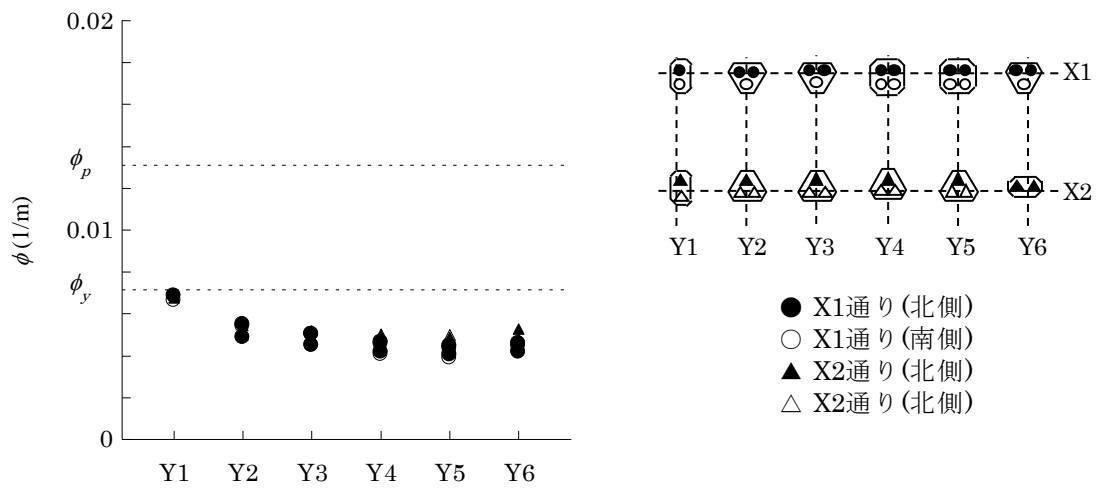 0.02
φp
0.01
φy
0
φ(1/m)
Y1 Y2 Y3 Y4 Y5 Y6
X1
X2
Y1 Y2 Y3 Y4 Y5 Y6
X1通り(北側)
X1通り(南側)
X2通り(北側)
X2通り(北側)